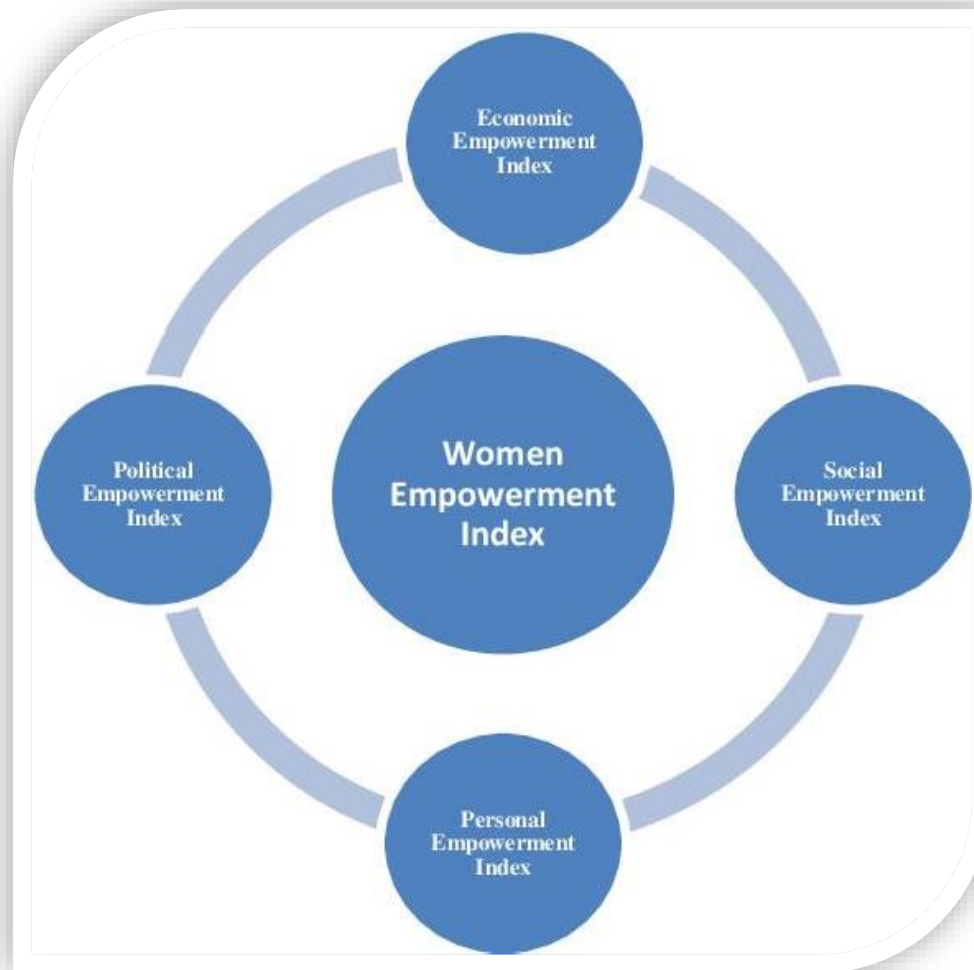 Economic
Empowerment
Index
Political
Empowerment
Index
Women
Empowerment
Index
Social
Empowerment
Index
Personal
Empowerment
Index